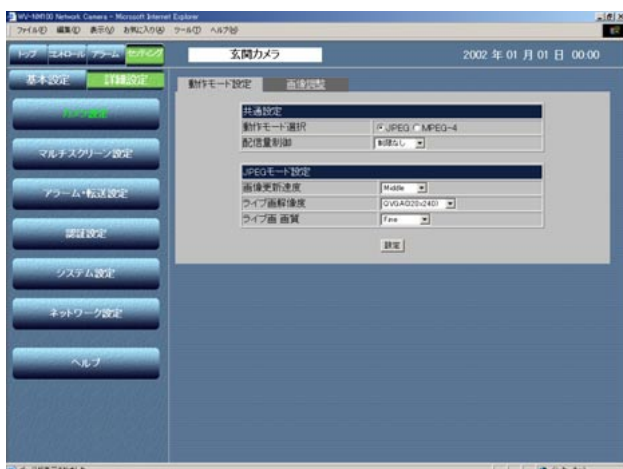 WV-NM100 Network Camera - Microsoft Internet Explorer
ファイル(F) 編集(E) 表示(V) お気に入り(A) ツール(T) ヘルプ(H)
トップ コントロール アラーム セッティング 玄関カメラ 2002 年 01 月 01 日 00:00
基本設定 詳細設定 動作モード設定 画像調整
カメラ設定
マルチスクリーン設定
アラーム・転送設定
認証設定
システム設定
ネットワーク設定
ヘルプ
共通設定
動作モード選択 JPEG MPEG-4
配信量制御 制限なし
JPEGモード設定
画像更新速度 Middle
ライブ画解像度 QVGA(320x240)
ライブ画 画質 Fine
設定